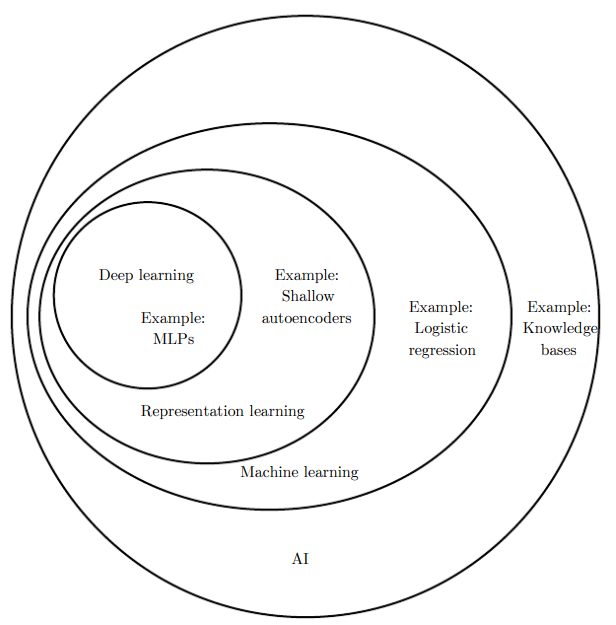 Deep learning
Example:
MLPs
Example:
Shallow
autoencoders
Example:
Logistic
regression
Example:
Knowledge
bases
Representation learning
Machine learning
AI